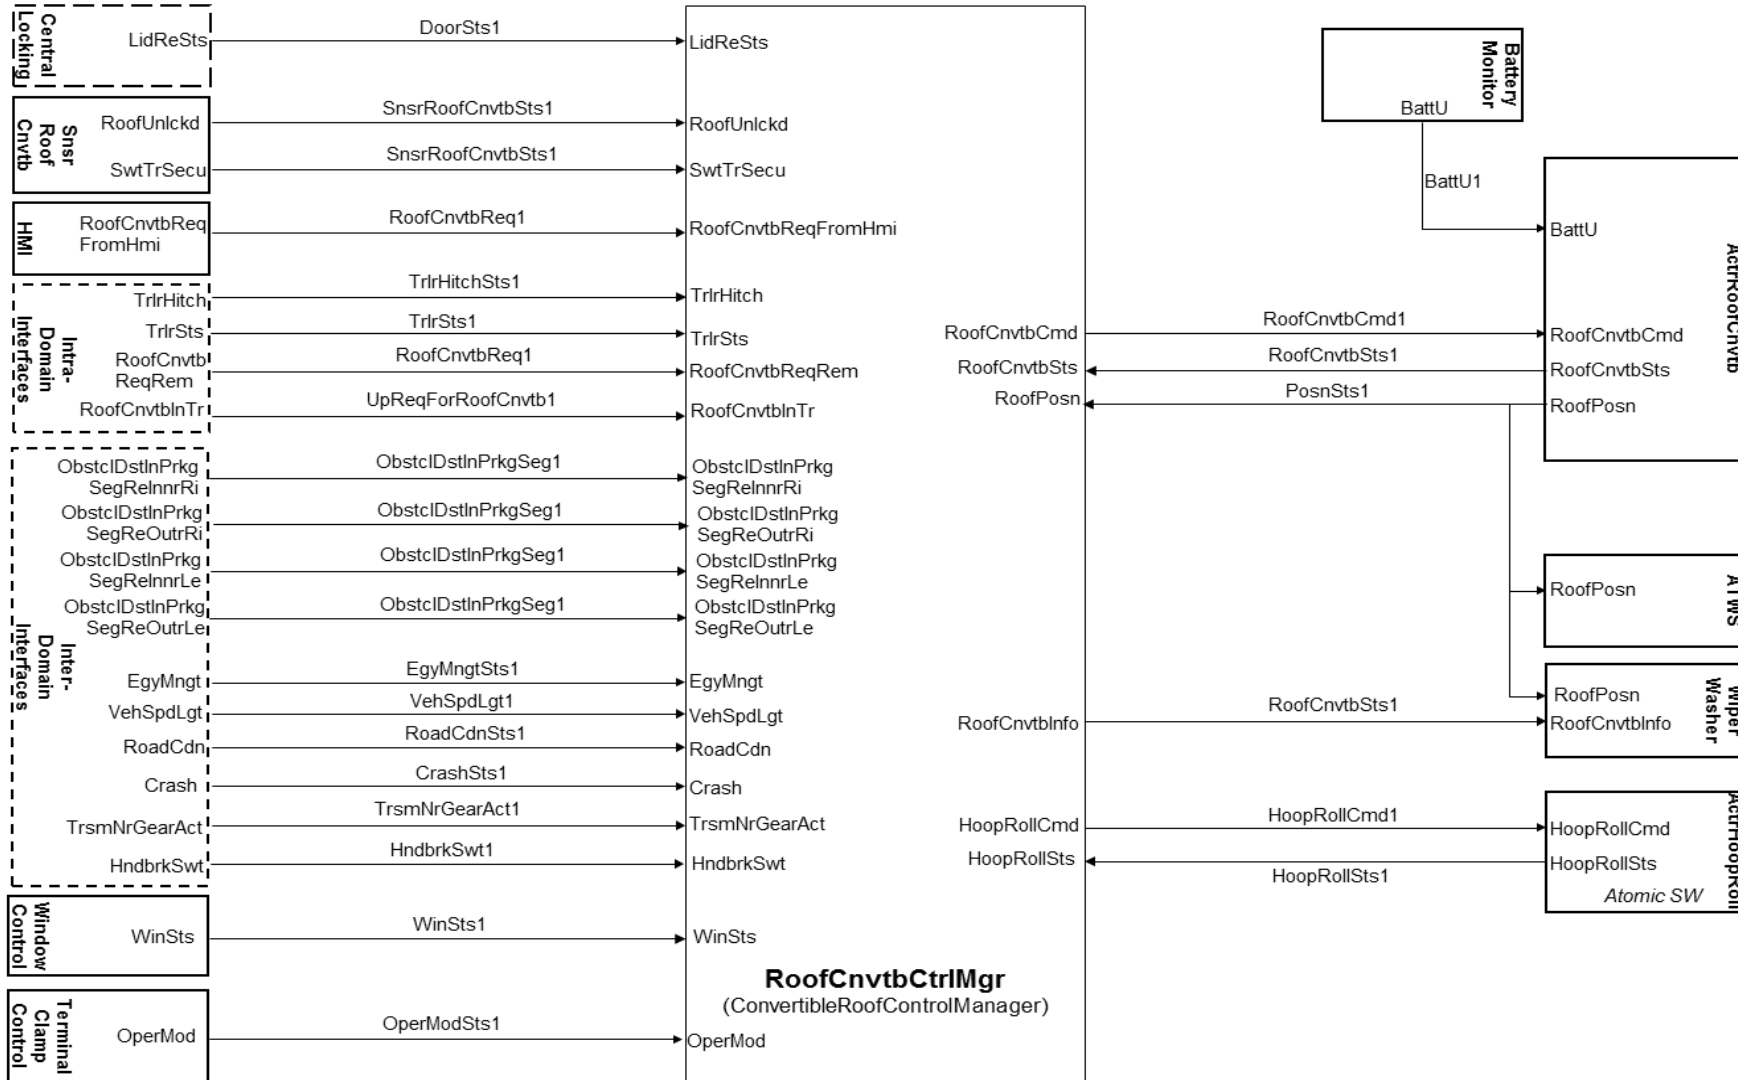 Central
Locking
LidReSts
DoorSts1
LidReSts
Snsr
Roof
Cnvtb
RoofUnlckd
SnsrRoofCnvtbSts1
RoofUnlckd
SwtTrSecu
SnsrRoofCnvtbSts1
SwtTrSecu
HMI
RoofCnvtbReq
FromHmi
RoofCnvtbReq1
RoofCnvtbReqFromHmi
Intra-
Domain
Interfaces
TrlrHitch
TrlrHitchSts1
TrlrHitch
TrlrSts
TrlrSts1
TrlrSts
RoofCnvtb
ReqRem
RoofCnvtbReq1
RoofCnvtbReqRem
RoofCnvtbInTr
UpReqForRoofCnvtb1
RoofCnvtbInTr
Inter-
Domain
Interfaces
ObstclDstInPrkg
SegReInnrRi
ObstclDstInPrkgSeg1
ObstclDstInPrkg
SegReInnrRi
ObstclDstInPrkg
SegReOutrRi
ObstclDstInPrkgSeg1
ObstclDstInPrkg
SegReOutrRi
ObstclDstInPrkg
SegReInnrLe
ObstclDstInPrkgSeg1
ObstclDstInPrkg
SegReInnrLe
ObstclDstInPrkg
SegReOutrLe
ObstclDstInPrkgSeg1
ObstclDstInPrkg
SegReOutrLe
EgyMngt
EgyMngtSts1
EgyMngt
VehSpdLgt
VehSpdLgt1
VehSpdLgt
RoadCdn
RoadCdnSts1
RoadCdn
Crash
CrashSts1
Crash
TrsmNrGearAct
TrsmNrGearAct1
TrsmNrGearAct
HndbrkSwt
HndbrkSwt1
HndbrkSwt
Window
Control
WinSts
WinSts1
WinSts
Terminal
Clamp
Control
OperMod
OperModSts1
OperMod
RoofCnvtbCtrlMgr
(ConvertibleRoofControlManager)
Battery
Monitor
BattU
BattU1
BattU
ActrRoofCnvtb
RoofCnvtbCmd
RoofCnvtbCmd1
RoofCnvtbCmd
RoofCnvtbSts
RoofCnvtbSts1
RoofCnvtbSts
RoofPosn
PosnSts1
RoofPosn
RoofPosn
ATWS
RoofPosn
Wiper
Washer
RoofCnvtbInfo
RoofCnvtbSts1
RoofCnvtbInfo
HoopRollCmd
HoopRollCmd1
HoopRollCmd
HoopRollSts
HoopRollSts1
HoopRollSts
ActrHoopRoll
Atomic SW